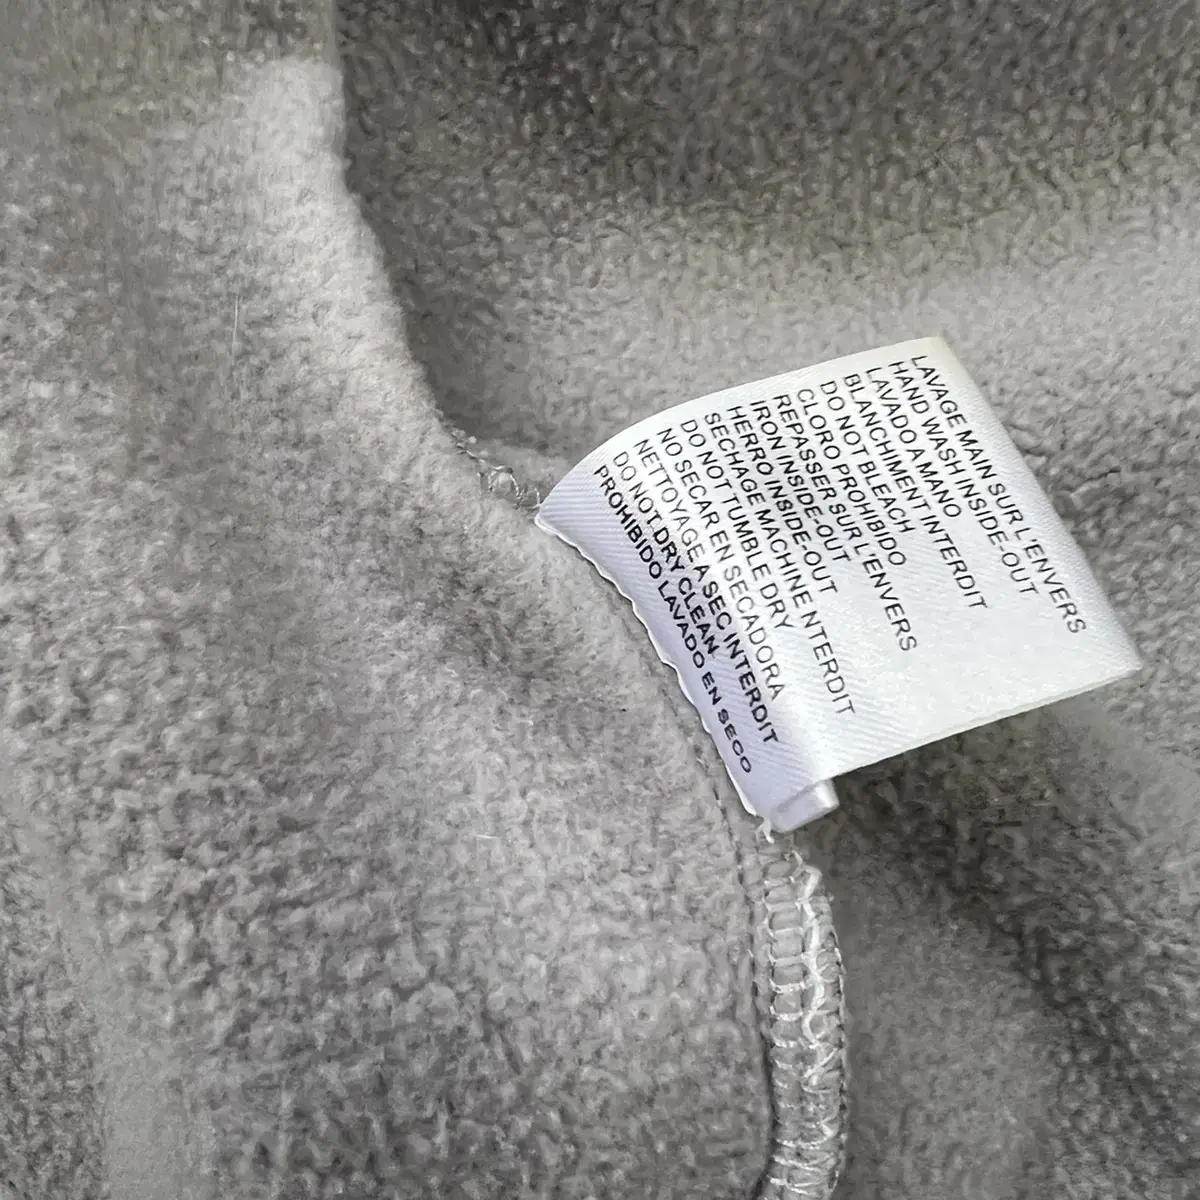 LAVAGE MAIN SUR L'ENVERS
HAND WASH INSIDE-OUT
LAVADO A MANO
BLANCHIMENT INTERDIT
DO NOT BLEACH
CLORO PROHIBIDO
REPASSER SUR L'ENVERS
IRON INSIDE-OUT
HERRO INSIDE-OUT
SECHAGE MACHINE NTERDIT
DO NOT TUMBLE DRY
NO SECAR EN SECADORA
NETTOYAGE A SEC INTERDIT
DO NOT DRY CLEAN
PROHIBIDO LAVADO EN SECO